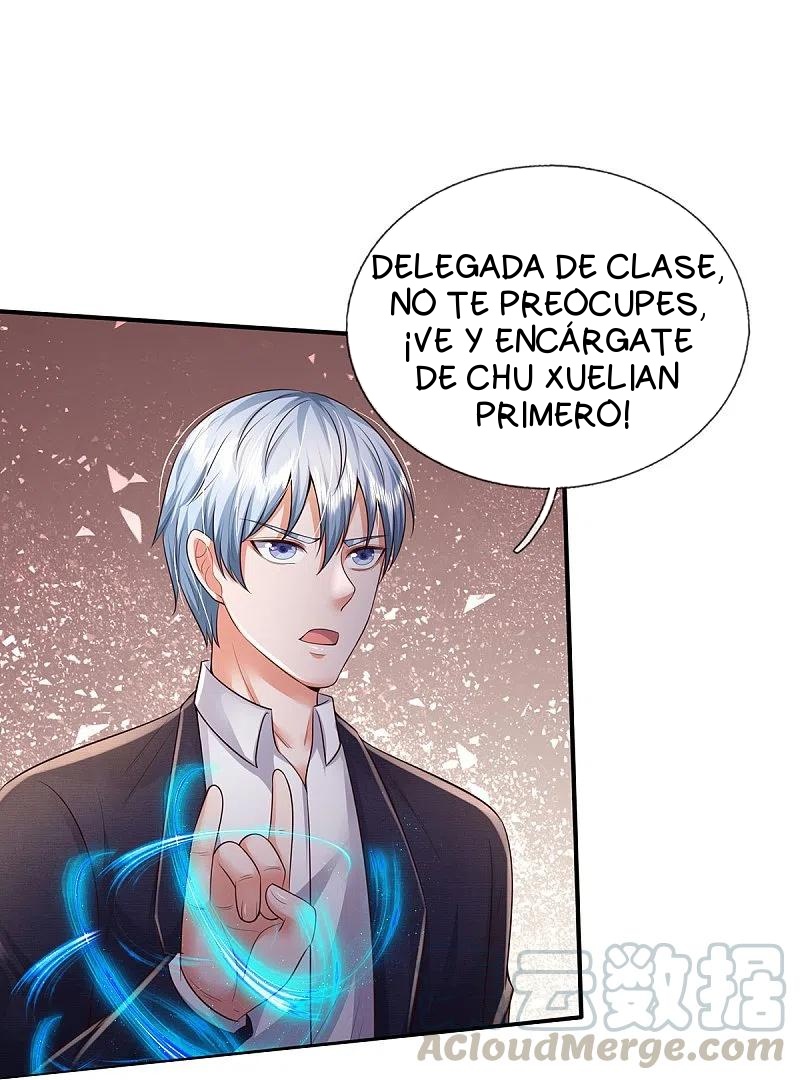 DELEGADA DE CLASE,
NO TE PREOCUPES,
¡VE Y ENCÁRGATE
DE CHU XUELIAN
PRIMERO!
云数据
ACloudMerge.com